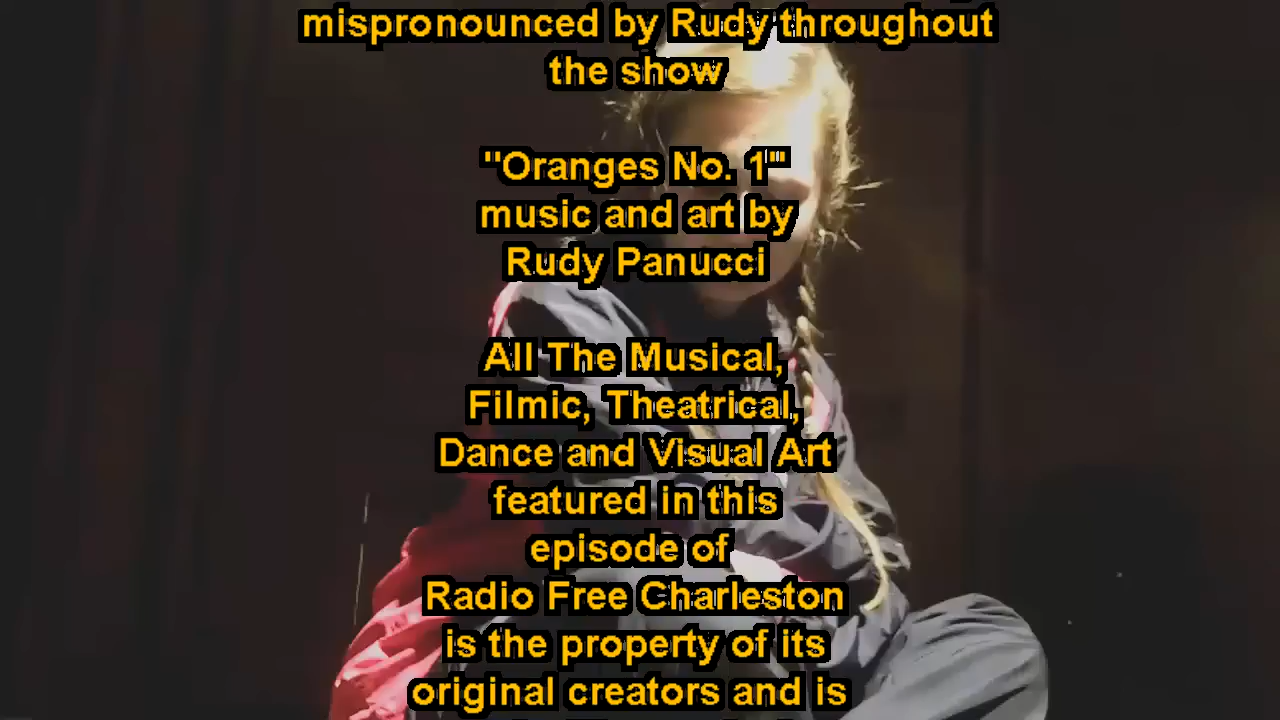 mispronounced by Rudy throughout
the show
"Oranges No. 1"
music and art by
Rudy Panucci
All The Musical,
Filmic, Theatrical,
Dance and Visual Art
featured in this
episode of
Radio Free Charleston
is the property of its
original creators and is